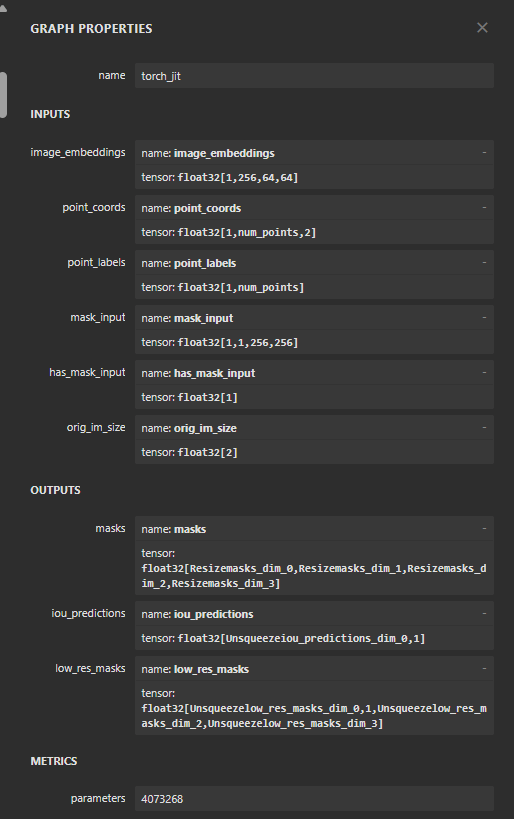 GRAPH PROPERTIES
name torch_jit
INPUTS
image_embeddings name: image_embeddings -
tensor: float32[1,256,64,64]
point_coords name: point_coords -
tensor: float32[1,num_points,2]
point_labels name: point_labels -
tensor: float32[1,num_points]
mask_input name: mask_input -
tensor: float32[1,1,256,256]
has_mask_input name: has_mask_input -
tensor: float32[1]
orig_im_size name: orig_im_size -
tensor: float32[2]
OUTPUTS
masks name: masks -
tensor:
float32[Resizemasks_dim_0,Resizemasks_dim_1,Resizemasks_d
im_2,Resizemasks_dim_3]
iou_predictions name: iou_predictions -
tensor: float32[Unsqueezeiou_predictions_dim_0,1]
low_res_masks name: low_res_masks -
tensor:
float32[Unsqueezelow_res_masks_dim_0,1,Unsqueezelow_res_m
asks_dim_2,Unsqueezelow_res_masks_dim_3]
METRICS
parameters 4073268